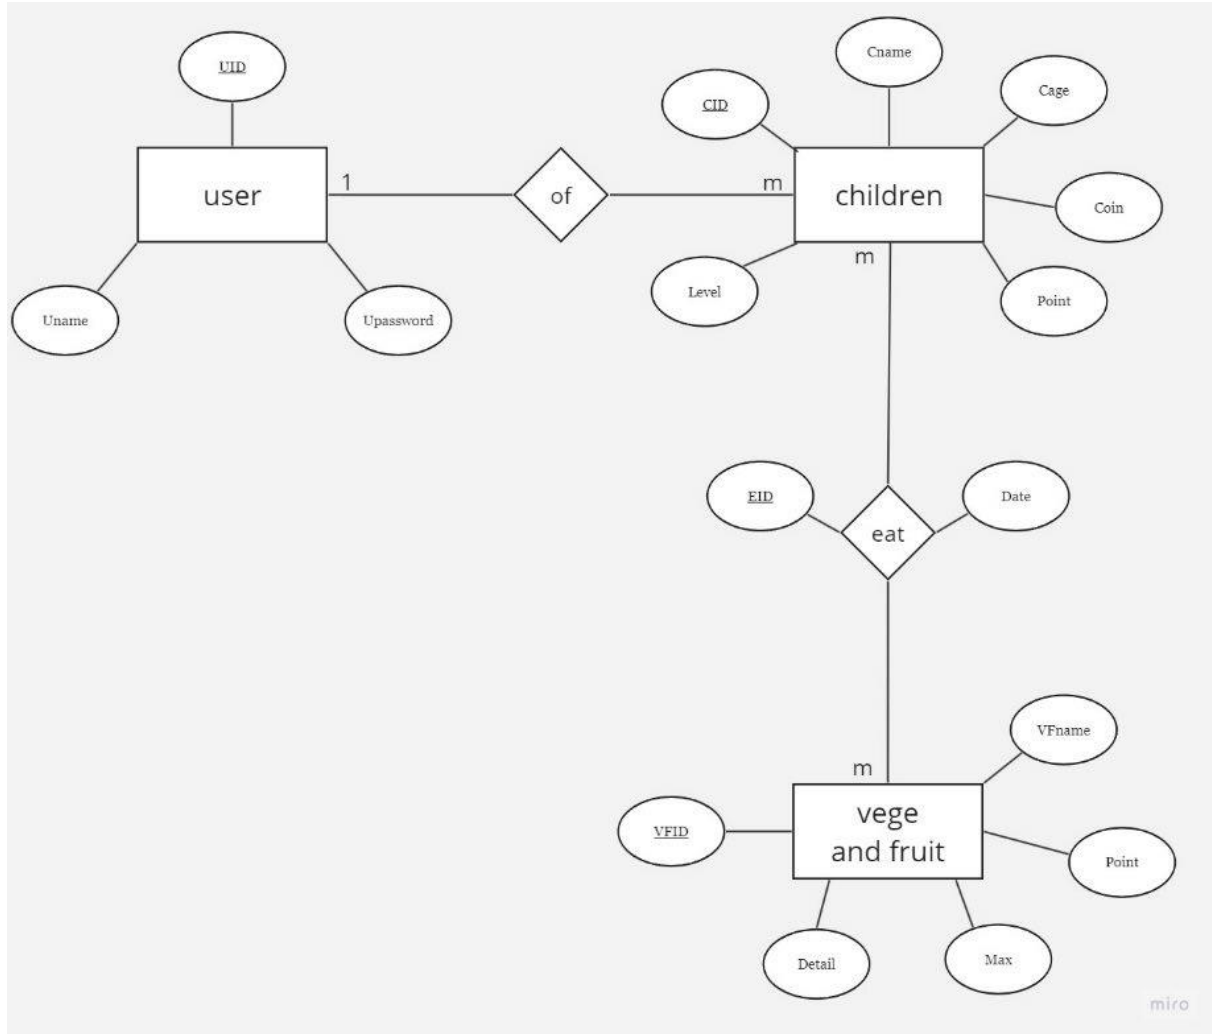 Cname
UID
Cage
CID
user
1
of
m
children
Coin
m
Level
Point
Uname
Upassword
EID
Date
eat
VFname
m
vege
and fruit
VFID
Point
Detail
Max
miro